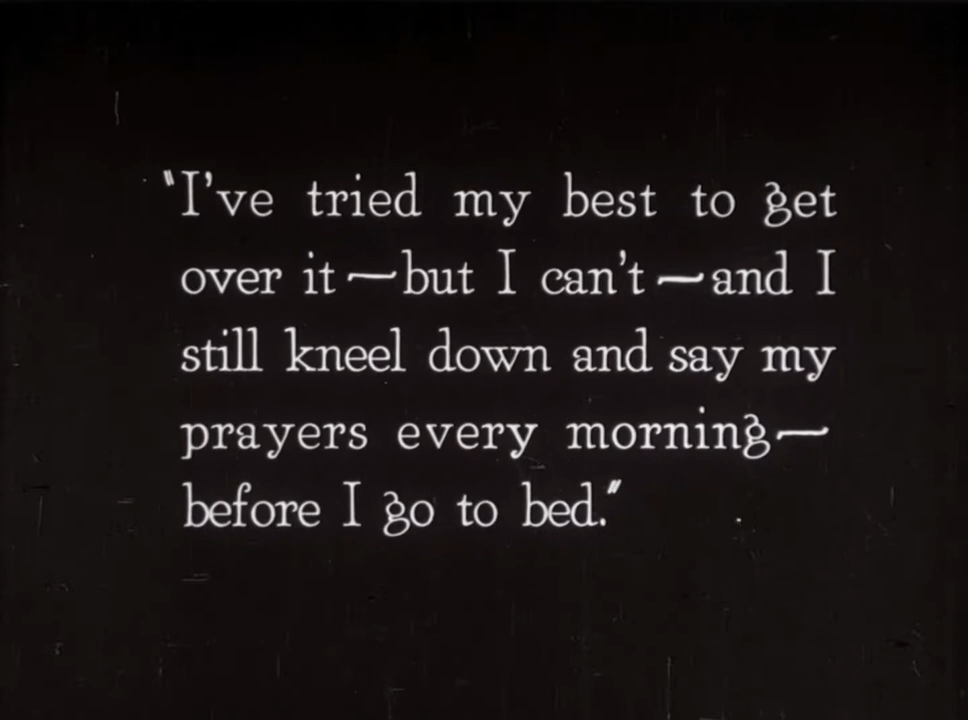 "I've tried my best to get
over it—but I can't—and I
still kneel down and say my
prayers every morning—
before I go to bed."